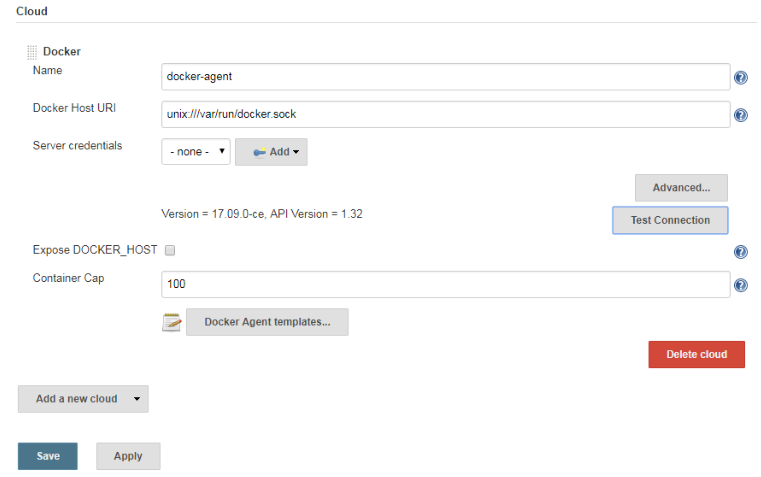 Cloud
Docker
Name
docker-agent
Docker Host URI
unix:///var/run/docker.sock
Server credentials
- none -
Add
Advanced...
Version = 17.09.0-ce, API Version = 1.32
Test Connection
Expose DOCKER_HOST
Container Cap
100
Docker Agent templates...
Delete cloud
Add a new cloud
Save
Apply